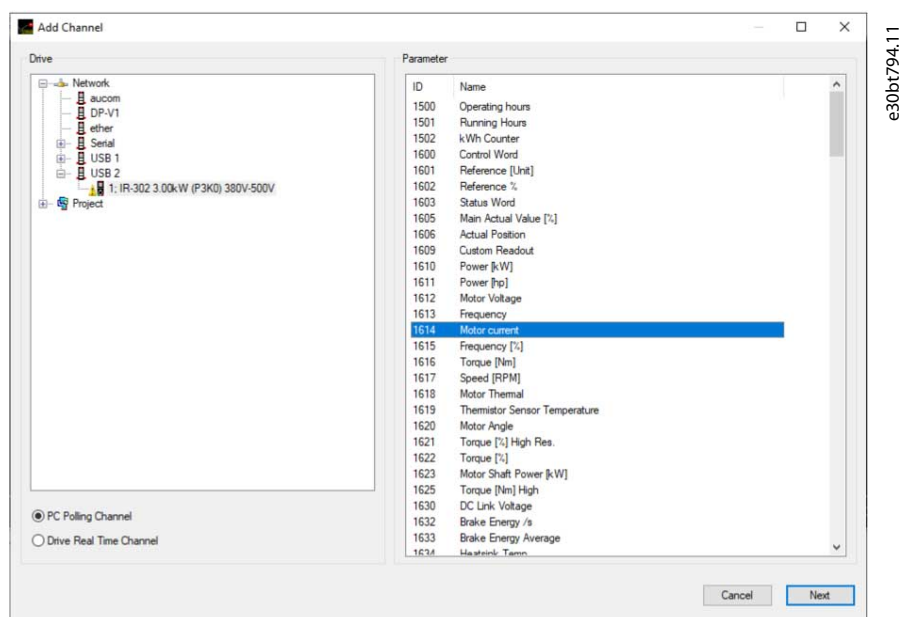 Add Channel
Drive
Network
aucom
DP-V1
ether
Serial
USB 1
USB 2
1; IR-302 3.00kW (P3K0) 380V-500V
Project
PC Polling Channel
Drive Real Time Channel
Parameter
ID Name
1500 Operating hours
1501 Running Hours
1502 kWh Counter
1600 Control Word
1601 Reference [Unit]
1602 Reference %
1603 Status Word
1605 Main Actual Value [%]
1606 Actual Position
1609 Custom Readout
1610 Power [kW]
1611 Power [hp]
1612 Motor Voltage
1613 Frequency
1614 Motor current
1615 Frequency [%]
1616 Torque [Nm]
1617 Speed [RPM]
1618 Motor Thermal
1619 Thermistor Sensor Temperature
1620 Motor Angle
1621 Torque [%] High Res.
1622 Torque [%]
1623 Motor Shaft Power [kW]
1625 Torque [Nm] High
1630 DC Link Voltage
1632 Brake Energy /s
1633 Brake Energy Average
1634 Heatsink Temp.
Cancel Next
e30bt794.11